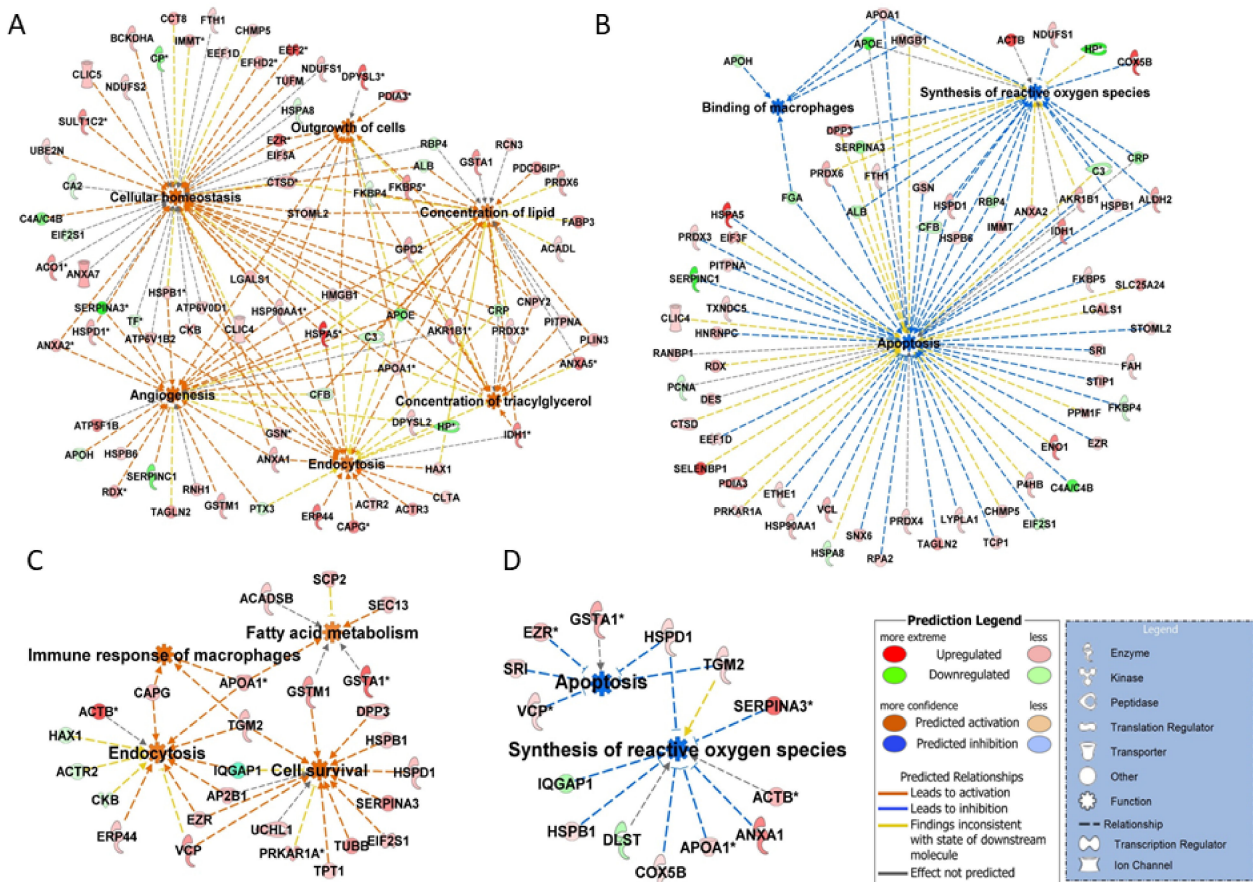 A
CCT8
FTH1
BCKDHA
IMMT*
CHMP5
EEF1D
CP*
EFHD2*
EEF2*
CLIC5
NDUFS1
TUFM
DPYSL3*
NDUFS2
PDIA3*
HSPA8
SULT1C2*
Outgrowth of cells
EZR*
RBP4
RCN3
UBE2N
EIF5A
ALB
GSTA1
PDCD6IP*
CTSD*
FKBP5*
PRDX6
CA2
FKBP4
Cellular homeostasis
FABP3
STOML2
Concentration of lipid
C4A/C4B
EIF2S1
ACADL
GPD2
ACO1*
ANXA7
LGALS1
HSPB1*
HMGB1
SERPINA3*
ATP6V0D1
HSP90AA1*
CNPY2
CRP
TF*
APOE
PITPNA
HSPD1*
CKB
CLIC4
AKR1B1*
ATP6V1B2
HSPA5*
PRDX3*
C3
PLIN3
ANXA2*
ANXA5*
APOA1*
Angiogenesis
CFB
Concentration of triacylglycerol
ATP5F1B
DPYSL2
HP*
GSN*
IDH1*
APOH
HSPB6
ANXA1
Endocytosis
HAX1
SERPINC1
RDX*
RNH1
CLTA
GSTM1
ACTR2
PTX3
ACTR3
TAGLN2
ERP44
CAPG*
B
APOA1
ACTB
NDUFS1
APOE
HMGB1
HP*
APOH
COX5B
Binding of macrophages
Synthesis of reactive oxygen species
DPP3
SERPINA3
CRP
C3
PRDX6
FTH1
GSN
HSPD1
RBP4
AKR1B1
HSPB1
ALDH2
FGA
ALB
ANXA2
HSPA5
CFB
IMMT
IDH1
HSPB6
PRDX3
EIF3F
PITPNA
FKBP5
SERPINC1
SLC25A24
TXNDC5
LGALS1
CLIC4
HNRNPC
STOML2
Apoptosis
RANBP1
SRI
RDX
FAH
PCNA
STIP1
DES
FKBP4
CTSD
PPM1F
EEF1D
EZR
ENO1
SELENBP1
PDIA3
P4HB
C4A/C4B
PRKAR1A
ETHE1
CHMP5
HSP90AA1
VCL
PRDX4
LYPLA1
EIF2S1
SNX6
HSPA8
TAGLN2
TCP1
RPA2
C
SCP2
ACADSB
SEC13
Fatty acid metabolism
Immune response of macrophages
APOA1*
CAPG
GSTM1
GSTA1*
ACTB*
DPP3
HAX1
TGM2
HSPB1
Endocytosis
ACTR2
IQGAP1
Cell survival
HSPD1
CKB
AP2B1
SERPINA3
ERP44
EZR
UCHL1
EIF2S1
TUBB
VCP
PRKAR1A*
TPT1
D
GSTA1*
EZR*
HSPD1
SRI
TGM2
Apoptosis
VCP*
SERPINA3*
Synthesis of reactive oxygen species
IQGAP1
ACTB*
HSPB1
ANXA1
DLST
APOA1*
COX5B
Prediction Legend
more extreme less
Upregulated
Downregulated
more confidence less
Predicted activation
Predicted inhibition
Predicted Relationships
Leads to activation
Leads to inhibition
Findings inconsistent
with state of downstream
molecule
Effect not predicted
Legend
Enzyme
Kinase
Peptidase
Translation Regulator
Transporter
Other
Function
Relationship
Transcription Regulator
Ion Channel